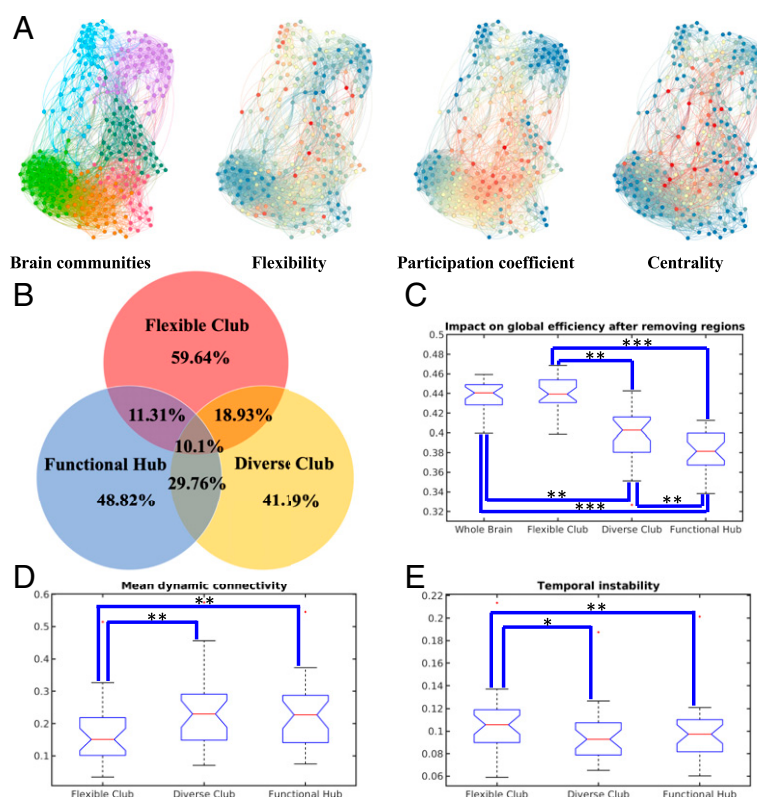 A
Brain communities Flexibility Participation coefficient Centrality
B
Flexible Club
59.64%
11.31% 18.93%
10.1%
Functional Hub Diverse Club
29.76%
48.82%
C
Impact on global efficiency after removing regions
0.5
0.48
0.46
0.44
0.42
0.4
0.38
0.36
0.34
0.32
***
**
**
**
***
Whole Brain Flexible Club Diverse Club Functional Hub
D
Mean dynamic connectivity
0.6
0.5
0.4
0.3
0.2
0.1
**
**
Flexible Club Diverse Club Functional Hub
E
Temporal instability
0.22
0.2
0.18
0.16
0.14
0.12
0.1
0.08
0.06
**
*
Flexible Club Diverse Club Functional Hub